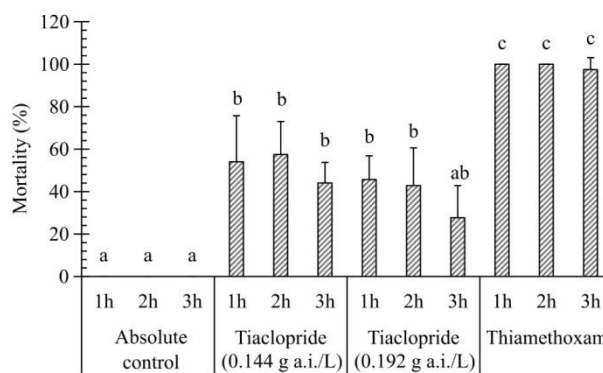 c c c
120
100
80
60
40
20
0
Mortality (%)
b b b b b ab
a a a
1h 2h 3h 1h 2h 3h 1h 2h 3h 1h 2h 3h
Absolute control
Tiaclopride (0.144 g a.i./L)
Tiaclopride (0.192 g a.i./L)
Thiamethoxam